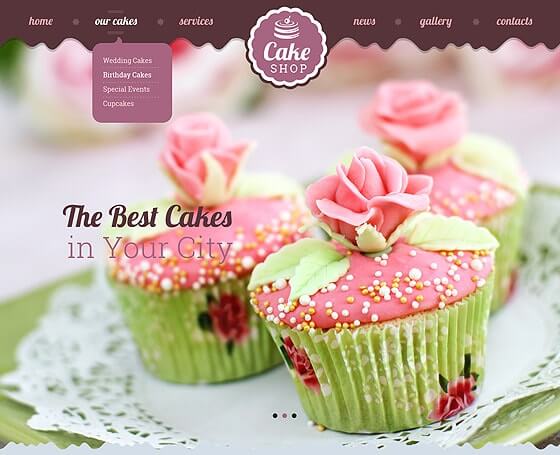 home our cakes services
Cake
SHOP
news gallery contacts
Wedding Cakes
Birthday Cakes
Special Events
Cupcakes
The Best Cakes
in Your City